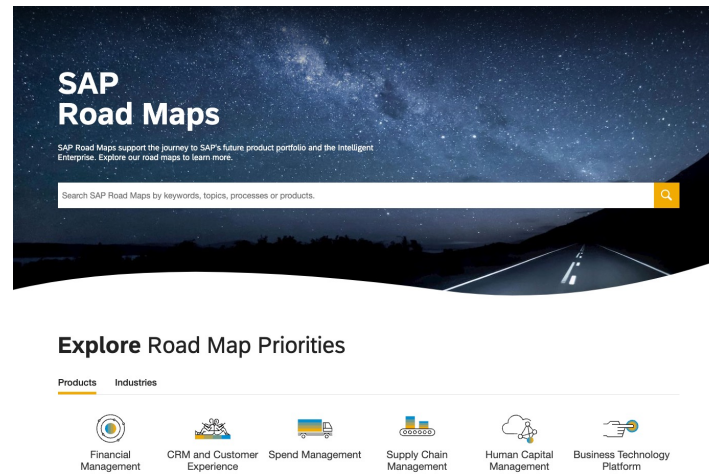 SAP
Road Maps
SAP Road Maps support the journey to SAP's future product portfolio and the Intelligent
Enterprise. Explore our road maps to learn more.
Search SAP Road Maps by keywords, topics, processes or products.
Explore Road Map Priorities
Products Industries
Financial
Management
CRM and Customer
Experience
Spend Management
Supply Chain
Management
Human Capital
Management
Business Technology
Platform